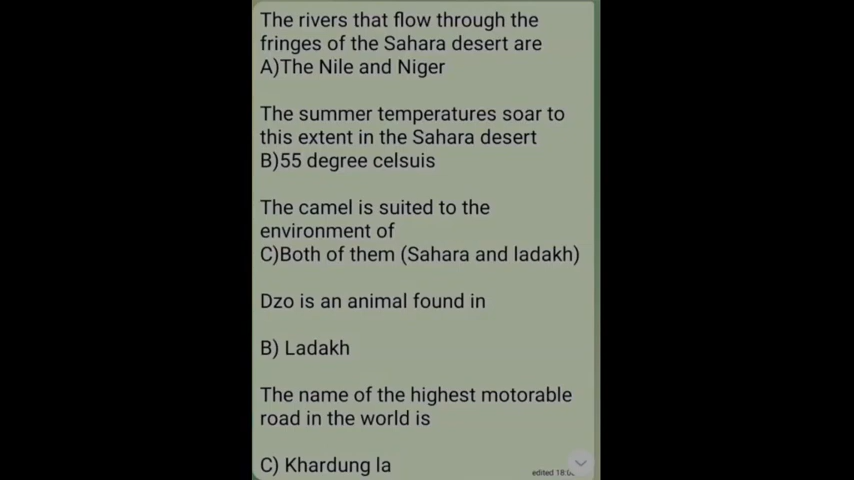 The rivers that flow through the
fringes of the Sahara desert are
A)The Nile and Niger
The summer temperatures soar to
this extent in the Sahara desert
B)55 degree celsuis
The camel is suited to the
environment of
C)Both of them (Sahara and ladakh)
Dzo is an animal found in
B) Ladakh
The name of the highest motorable
road in the world is
C) Khardung la
edited